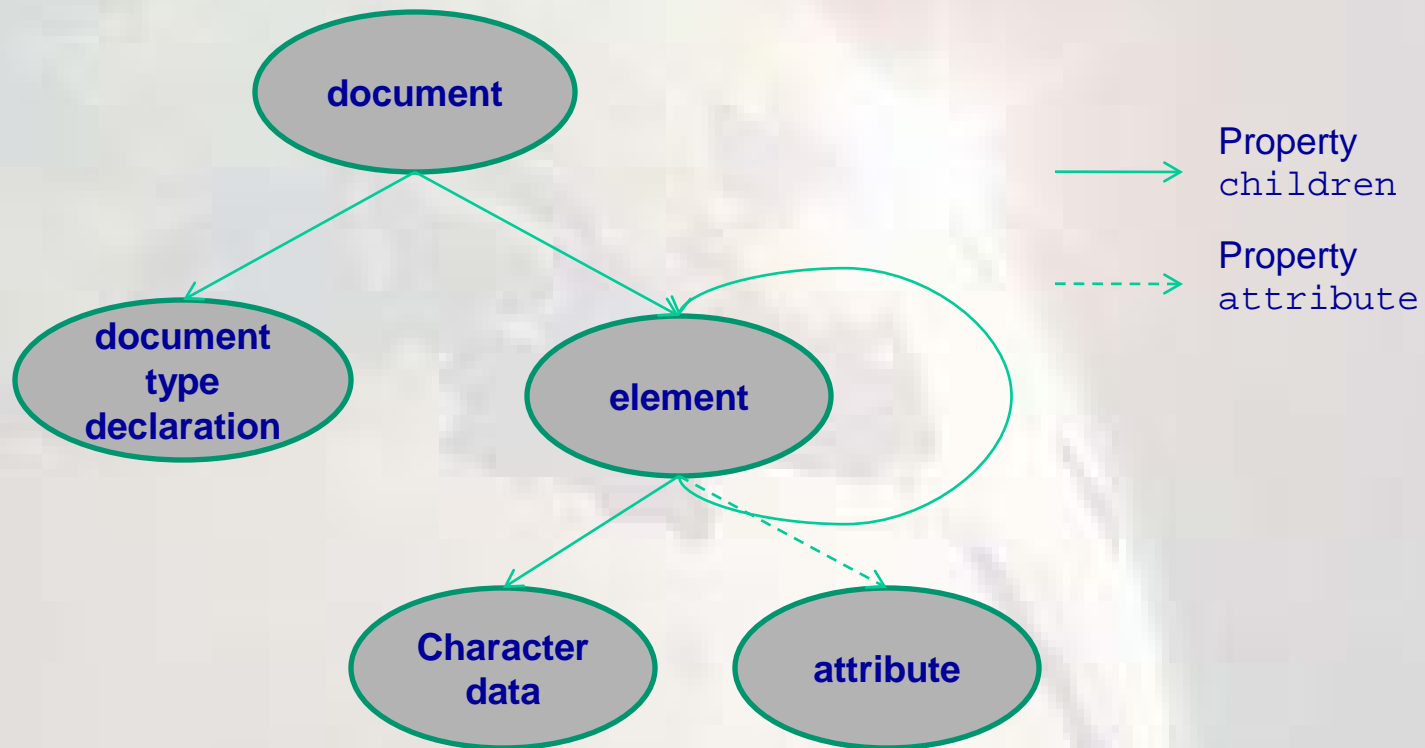 document
Property
children
Property
attribute
document
type
declaration
element
Character
data
attribute